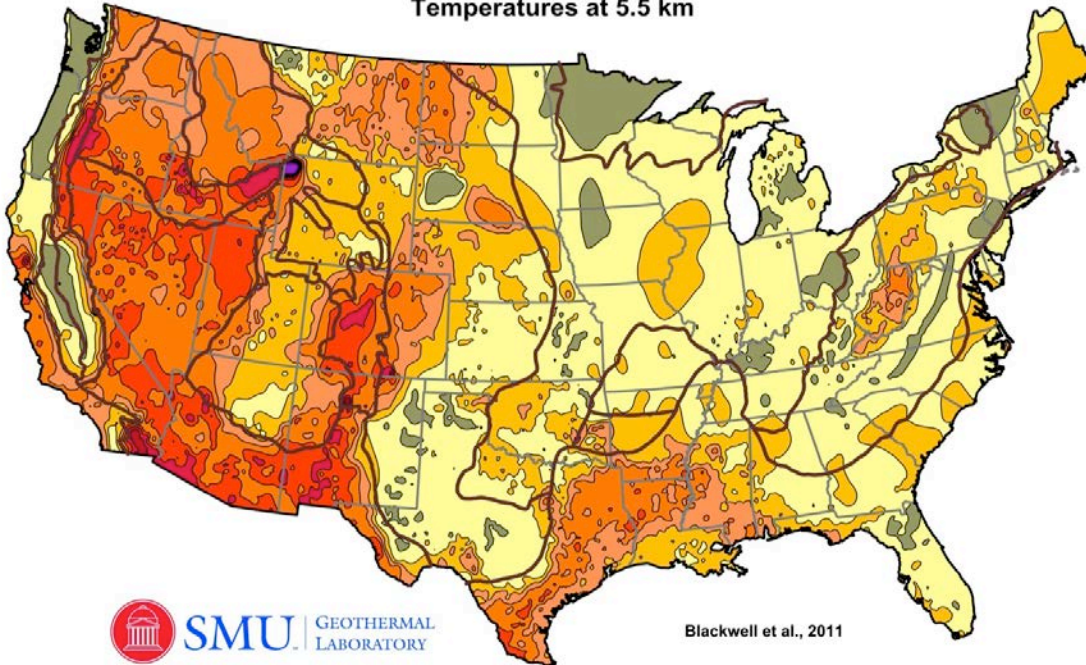 Temperatures at 5.5 km
SMU
GEOTHERMAL
LABORATORY
Blackwell et al., 2011